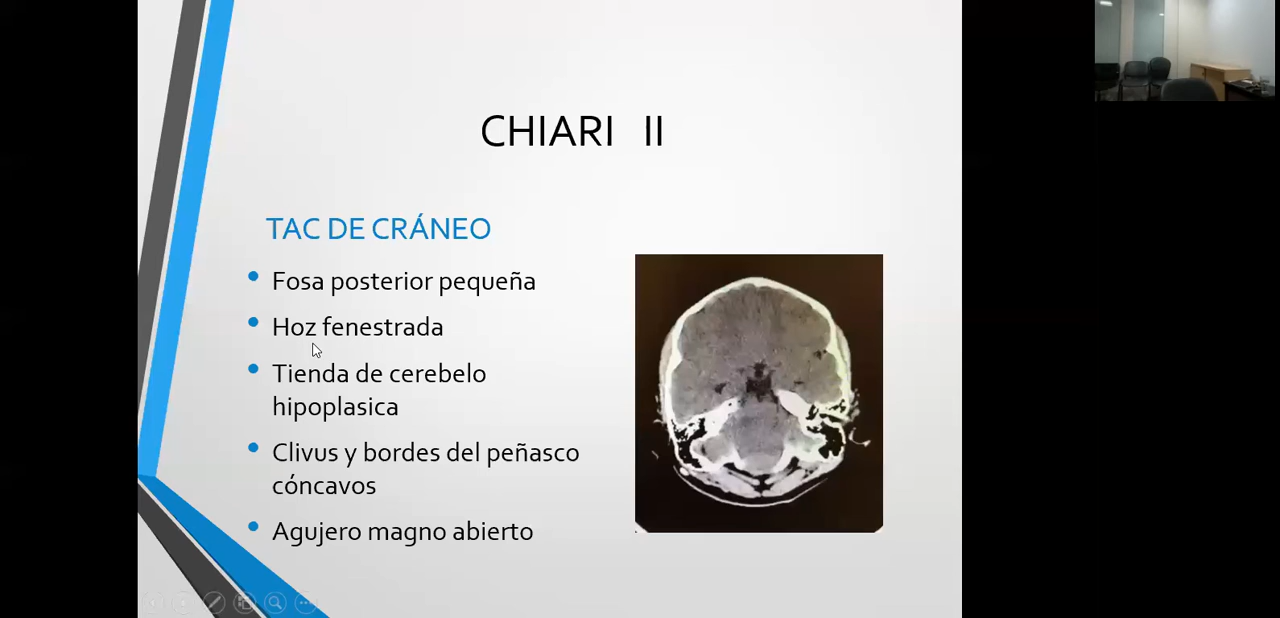 CHIARI II
TAC DE CRÁNEO
Fosa posterior pequeña
Hoz fenestrada
Tienda de cerebelo
hipoplasica
Clivus y bordes del peñasco
cóncavos
Agujero magno abierto